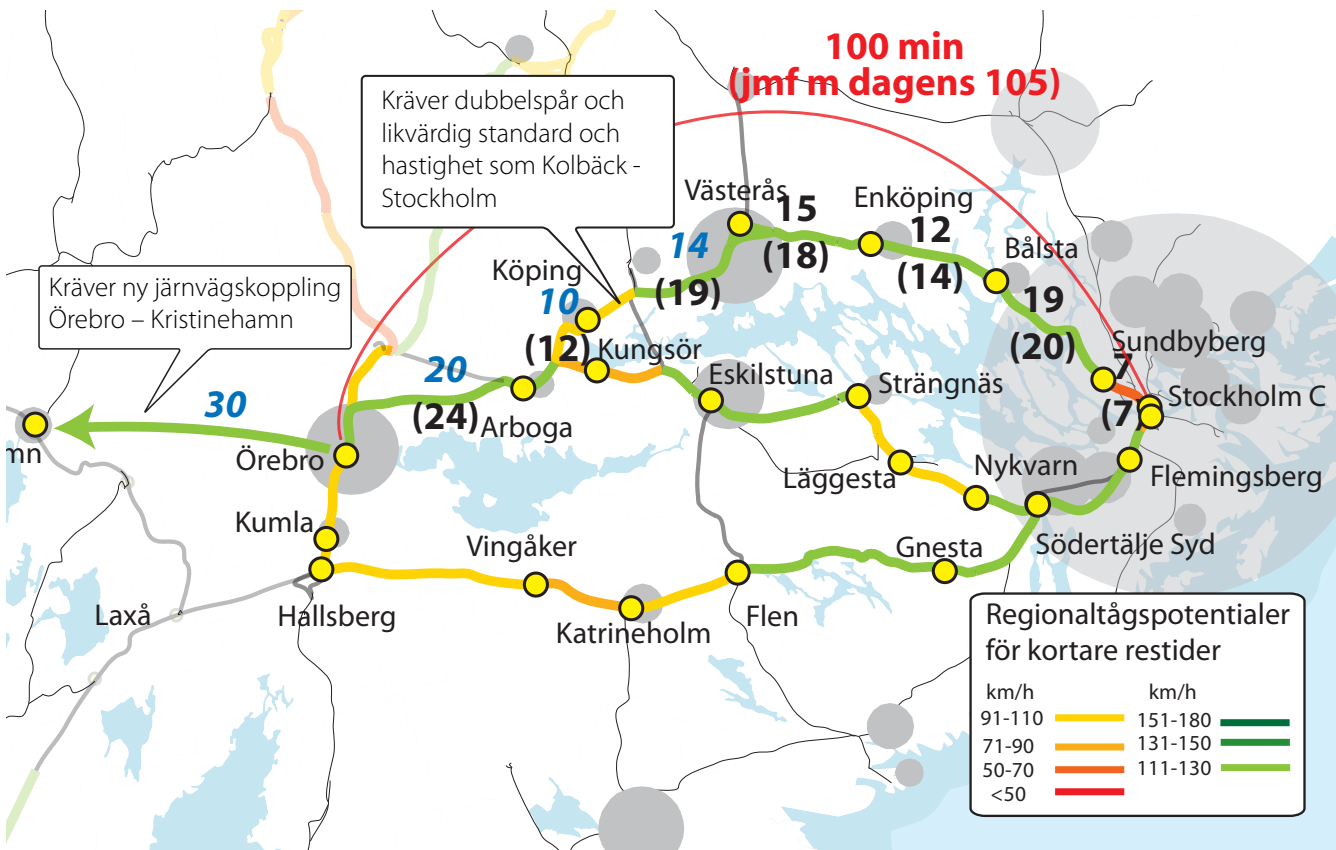 100 min
(jmf m dagens 105)
Kräver dubbelspår och
likvärdig standard och
hastighet som Kolbäck -
Stockholm
Västerås
15
(18)
Enköping
12
(14)
Bålsta
14
(19)
Köping
10
(12)
Kungsör
19
(20)
Sundbyberg
7
(7)
Stockholm C
Kräver ny järnvägskoppling
Örebro – Kristinehamn
20
(24)
Arboga
Eskilstuna
Strängnäs
30
mn
Örebro
Läggesta
Nykvarn
Flemingsberg
Kumla
Vingåker
Gnesta
Södertälje Syd
Laxå
Hallsberg
Katrineholm
Flen
Regionaltågspotentialer
för kortare restider
km/h
91-110
71-90
50-70
<50
km/h
151-180
131-150
111-130